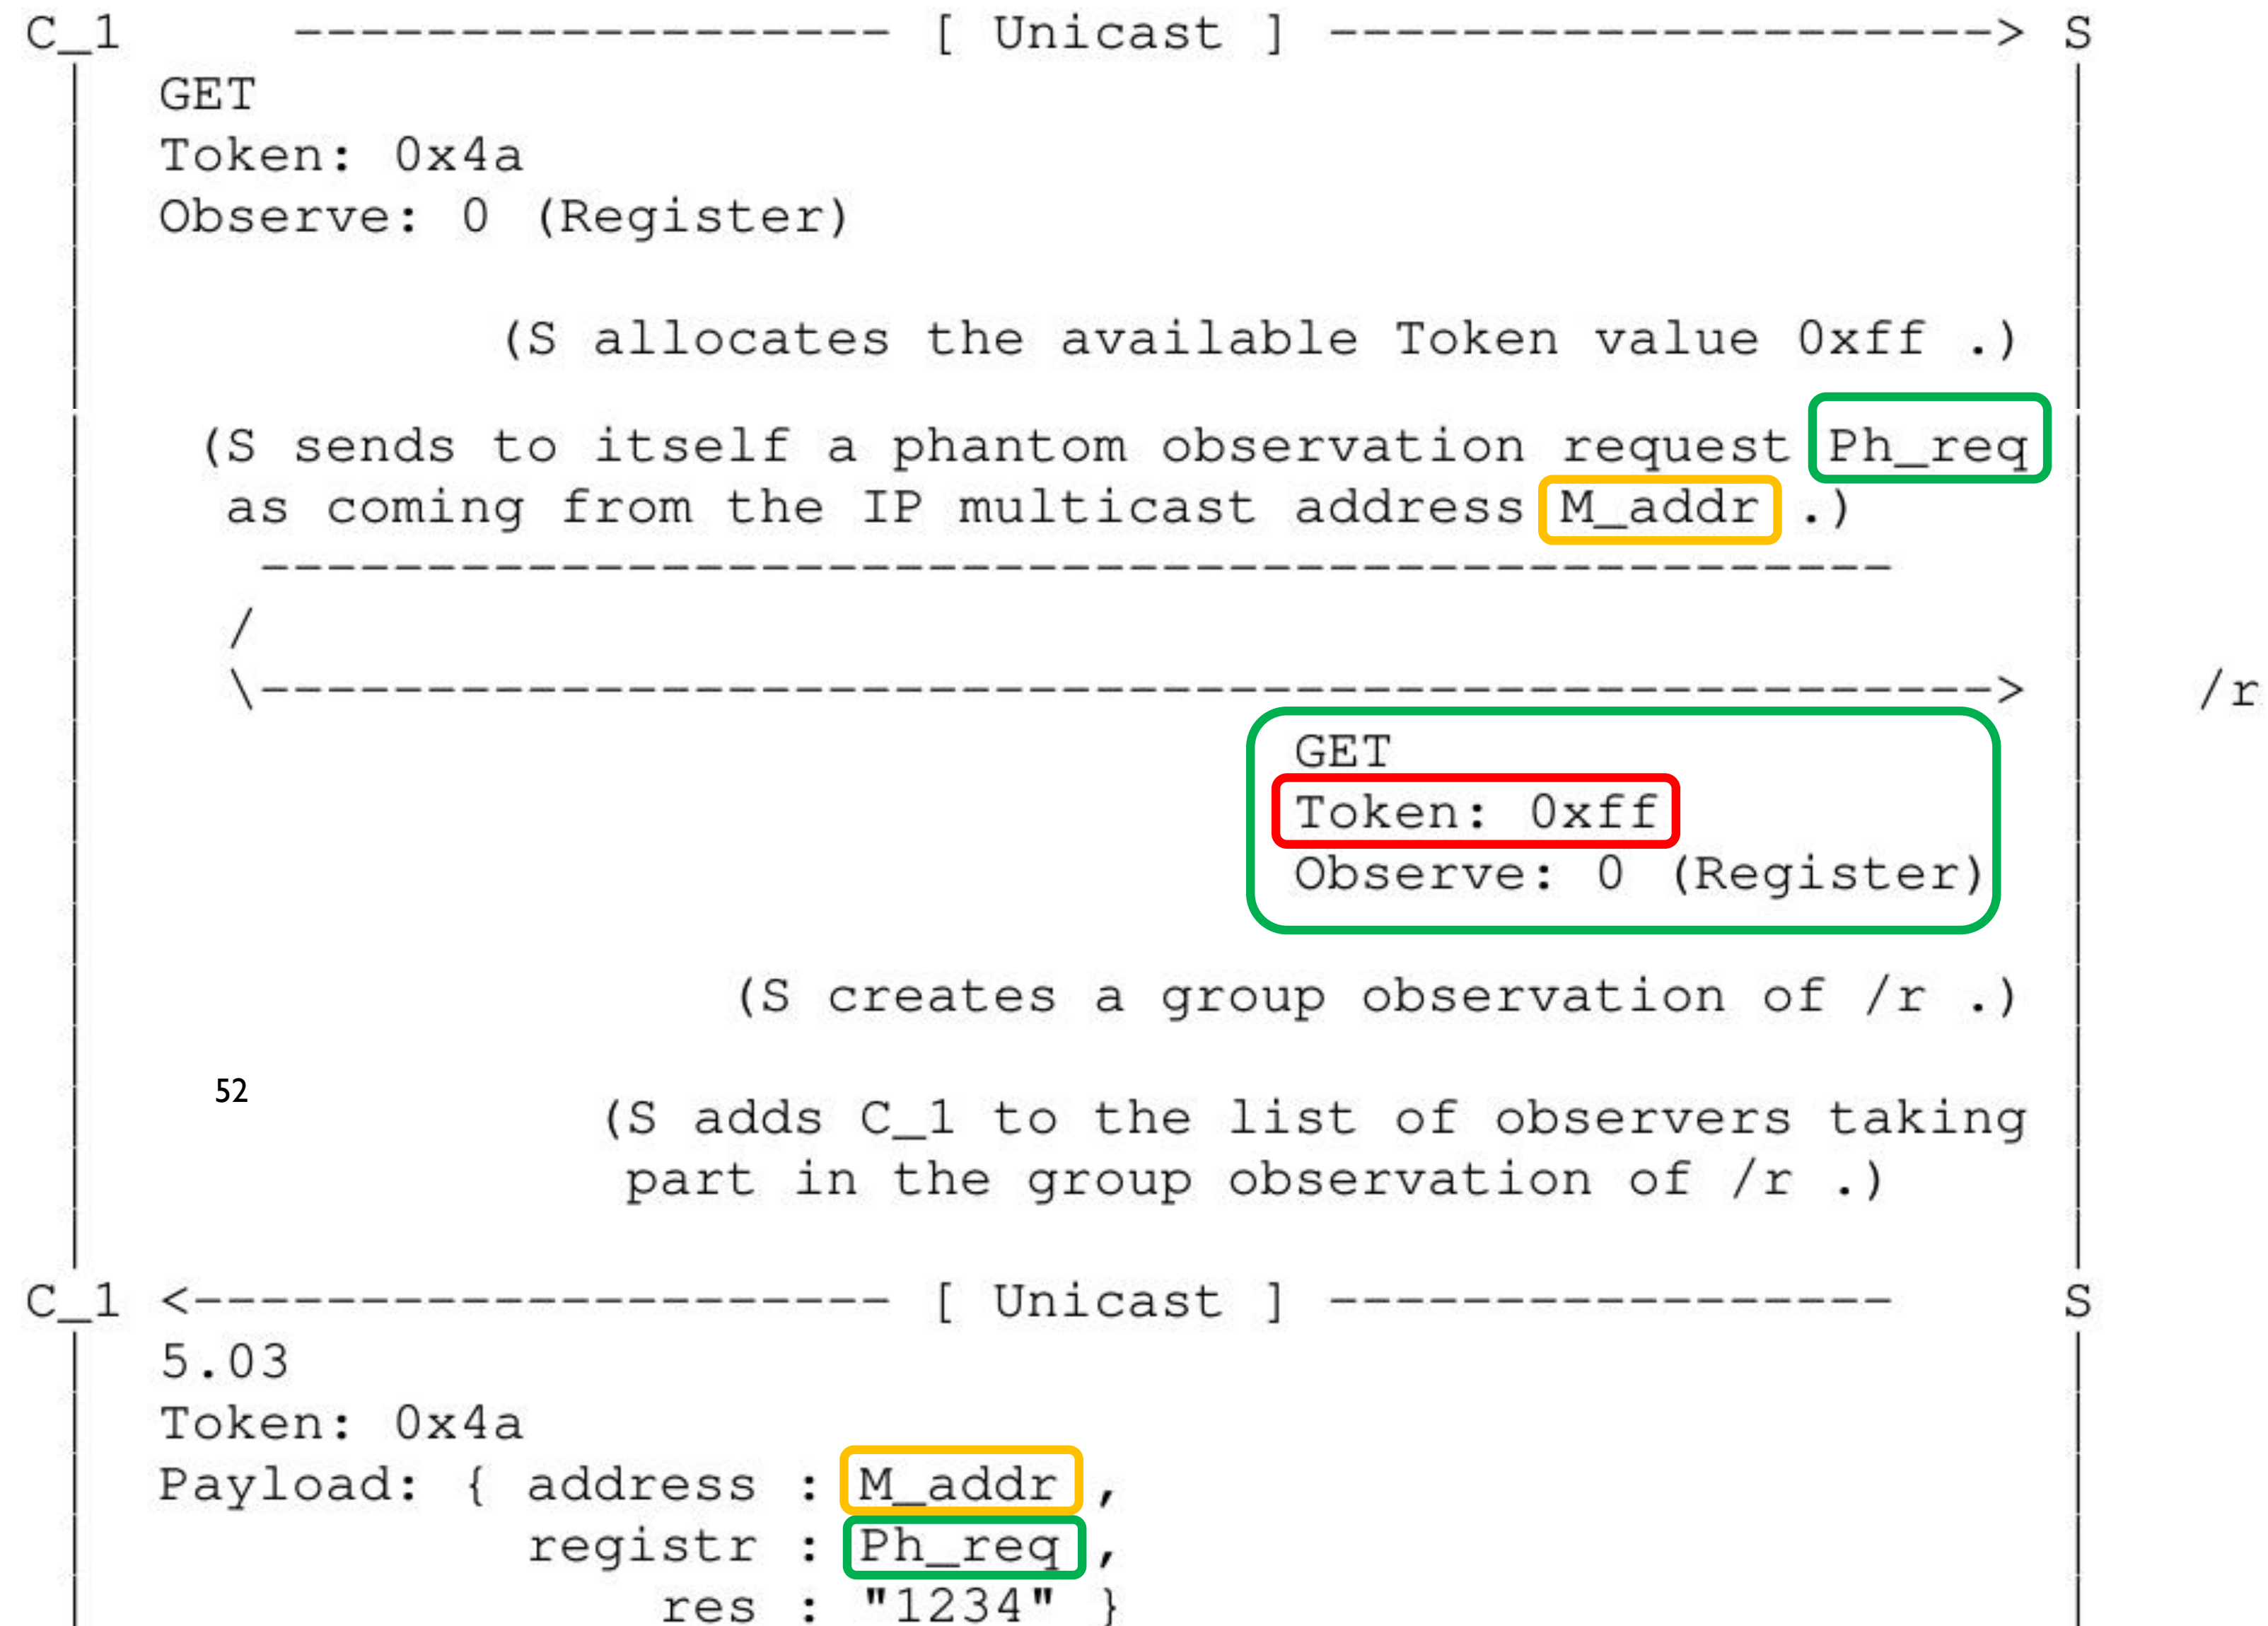 C_1 ------------------ [ Unicast ] --------------------> S
GET
Token: 0x4a
Observe: 0 (Register)
(S allocates the available Token value 0xff .)
(S sends to itself a phantom observation request Ph_req
as coming from the IP multicast address M_addr .)
-------------------------------------------------
/
\----------------------------------------------------> /r
GET
Token: 0xff
Observe: 0 (Register)
(S creates a group observation of /r .)
52
(S adds C_1 to the list of observers taking
part in the group observation of /r .)
C_1 <--------------------- [ Unicast ] ----------------- S
5.03
Token: 0x4a
Payload: { address : M_addr ,
registr : Ph_req ,
res : "1234" }